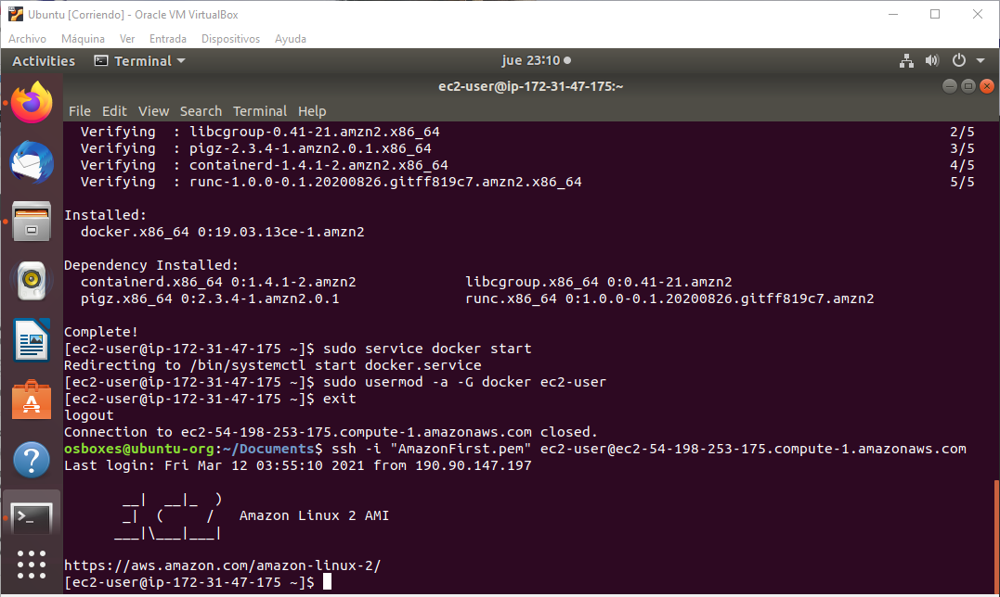 Ubuntu [Corriendo] - Oracle VM VirtualBox
Archivo Máquina Ver Entrada Dispositivos Ayuda
Activities Terminal jue 23:10
ec2-user@ip-172-31-47-175:~
File Edit View Search Terminal Help
  Verifying  : libcgroup-0.41-21.amzn2.x86_64 2/5
  Verifying  : pigz-2.3.4-1.amzn2.0.1.x86_64 3/5
  Verifying  : containerd-1.4.1-2.amzn2.x86_64 4/5
  Verifying  : runc-1.0.0-0.1.20200826.gitff819c7.amzn2.x86_64 5/5
Installed:
  docker.x86_64 0:19.03.13ce-1.amzn2
Dependency Installed:
  containerd.x86_64 0:1.4.1-2.amzn2 libcgroup.x86_64 0:0.41-21.amzn2
  pigz.x86_64 0:2.3.4-1.amzn2.0.1 runc.x86_64 0:1.0.0-0.1.20200826.gitff819c7.amzn2
Complete!
[ec2-user@ip-172-31-47-175 ~]$ sudo service docker start
Redirecting to /bin/systemctl start docker.service
[ec2-user@ip-172-31-47-175 ~]$ sudo usermod -a -G docker ec2-user
[ec2-user@ip-172-31-47-175 ~]$ exit
logout
Connection to ec2-54-198-253-175.compute-1.amazonaws.com closed.
osboxes@ubuntu-org:~/Documents$ ssh -i "AmazonFirst.pem" ec2-user@ec2-54-198-253-175.compute-1.amazonaws.com
Last login: Fri Mar 12 03:55:10 2021 from 190.90.147.197
       __|  __|_  )
       _|  (     /   Amazon Linux 2 AMI
      ___|\___|___|
https://aws.amazon.com/amazon-linux-2/
[ec2-user@ip-172-31-47-175 ~]$